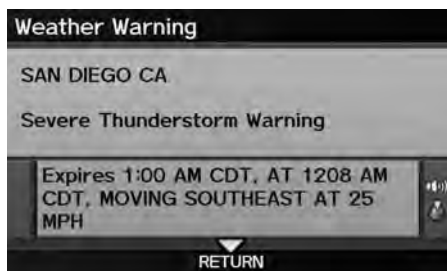 Weather Warning
SAN DIEGO CA
Severe Thunderstorm Warning
Expires 1:00 AM CDT, AT 1208 AM
CDT, MOVING SOUTHEAST AT 25
MPH
RETURN